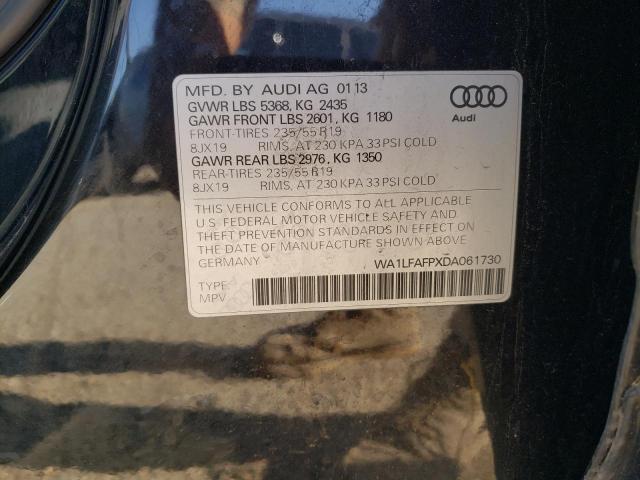 MFD. BY AUDI AG 01 13
GVWR LBS 5368, KG 2435
GAWR FRONT LBS 2601, KG 1180
FRONT-TIRES 235/55 R19
8JX19 RIMS, AT 230 KPA 33 PSI COLD
GAWR REAR LBS 2976, KG 1350
REAR-TIRES 235/55 R19
8JX19 RIMS, AT 230 KPA 33 PSI COLD
Audi
THIS VEHICLE CONFORMS TO ALL APPLICABLE
U.S. FEDERAL MOTOR VEHICLE SAFETY AND
THEFT PREVENTION STANDARDS IN EFFECT ON
THE DATE OF MANUFACTURE SHOWN ABOVE.
GERMANY
WA1LFAFPXDA061730
TYPE:
MPV